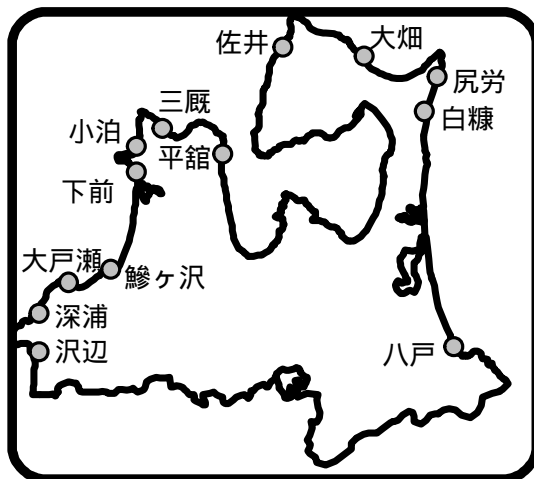 佐井
大畑
尻労
三厩
白糠
小泊
平舘
下前
大戸瀬
鰺ヶ沢
深浦
沢辺
八戸